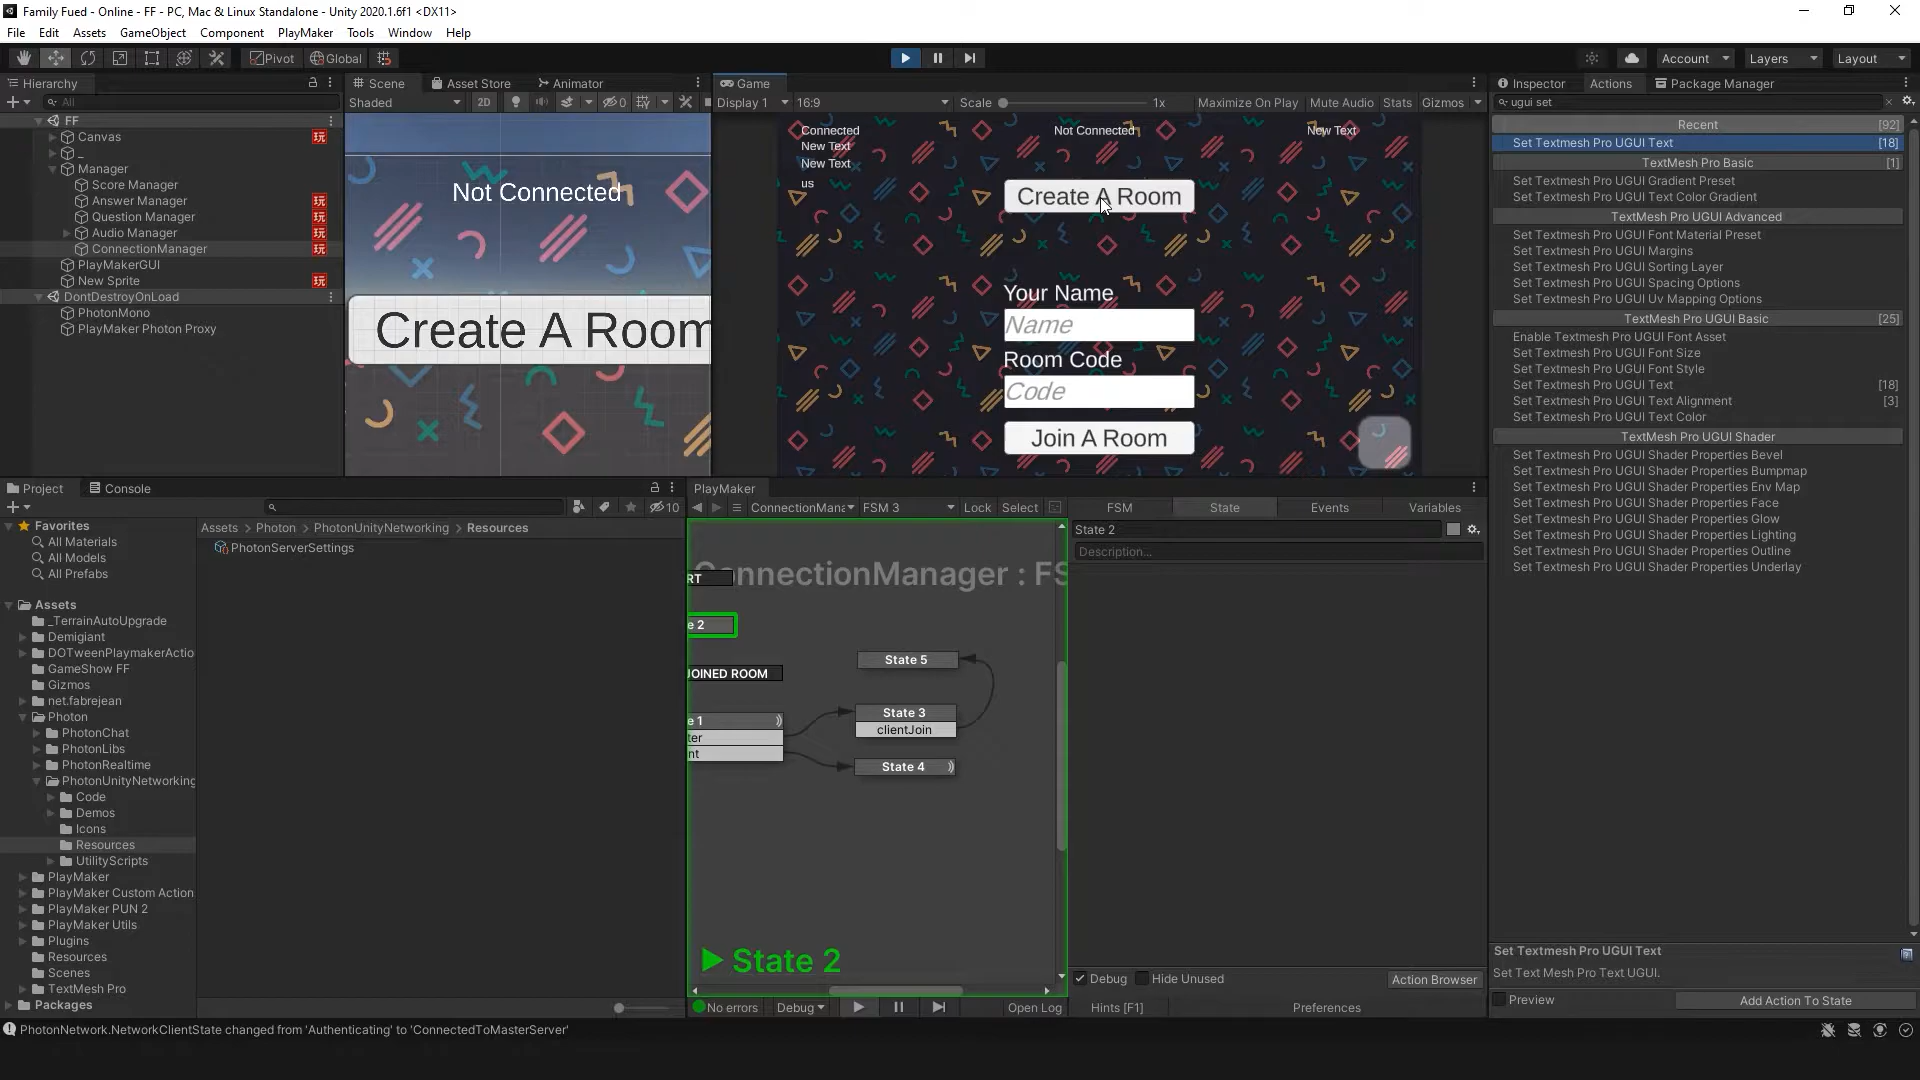 Family Fued - Online - FF - PC, Mac & Linux Standalone - Unity 2020.1.6f1 <DX11>
File Edit Assets GameObject Component PlayMaker Tools Window Help
Pivot Global Account Layers Layout
Hierarchy
All
FF
Canvas
_
Manager
Score Manager
Answer Manager
Question Manager
Audio Manager
ConnectionManager
PlayMakerGUI
New Sprite
DontDestroyOnLoad
PhotonMono
PlayMaker Photon Proxy
Scene Asset Store Animator
Shaded 2D 0
Not Connected
Create A Room
Game
Display 1 16:9 Scale 1x Maximize On Play Mute Audio Stats Gizmos
Connected Not Connected New Text
New Text
New Text
us
Create A Room
Your Name
Name
Room Code
Code
Join A Room
Inspector Actions Package Manager
ugui set
Recent [92]
Set Textmesh Pro UGUI Text [18]
TextMesh Pro Basic [1]
Set Textmesh Pro UGUI Gradient Preset
Set Textmesh Pro UGUI Text Color Gradient
TextMesh Pro UGUI Advanced
Set Textmesh Pro UGUI Font Material Preset
Set Textmesh Pro UGUI Margins
Set Textmesh Pro UGUI Sorting Layer
Set Textmesh Pro UGUI Spacing Options
Set Textmesh Pro UGUI Uv Mapping Options
TextMesh Pro UGUI Basic [25]
Enable Textmesh Pro UGUI Font Asset
Set Textmesh Pro UGUI Font Size
Set Textmesh Pro UGUI Font Style
Set Textmesh Pro UGUI Text [18]
Set Textmesh Pro UGUI Text Alignment [3]
Set Textmesh Pro UGUI Text Color
TextMesh Pro UGUI Shader
Set Textmesh Pro UGUI Shader Properties Bevel
Set Textmesh Pro UGUI Shader Properties Bumpmap
Set Textmesh Pro UGUI Shader Properties Env Map
Set Textmesh Pro UGUI Shader Properties Face
Set Textmesh Pro UGUI Shader Properties Glow
Set Textmesh Pro UGUI Shader Properties Lighting
Set Textmesh Pro UGUI Shader Properties Outline
Set Textmesh Pro UGUI Shader Properties Underlay
Set Textmesh Pro UGUI Text
Set Text Mesh Pro Text UGUI.
Preview Add Action To State
Project Console
10
Favorites
All Materials
All Models
All Prefabs
Assets
_TerrainAutoUpgrade
Demigiant
DOTweenPlaymakerActio
GameShow FF
Gizmos
net.fabrejean
Photon
PhotonChat
PhotonLibs
PhotonRealtime
PhotonUnityNetworking
Code
Demos
Icons
Resources
UtilityScripts
PlayMaker
PlayMaker Custom Action
PlayMaker PUN 2
PlayMaker Utils
Plugins
Resources
Scenes
TextMesh Pro
Packages
Assets > Photon > PhotonUnityNetworking > Resources
PhotonServerSettings
PlayMaker
ConnectionMana FSM 3 Lock Select
ConnectionManager : FS
RT
e 2
JOINED ROOM
e 1
ter
nt
State 5
State 3
clientJoin
State 4
State 2
No errors Debug Open Log
FSM State Events Variables
State 2
Description...
Debug Hide Unused Action Browser
Hints [F1] Preferences
PhotonNetwork.NetworkClientState changed from 'Authenticating' to 'ConnectedToMasterServer'